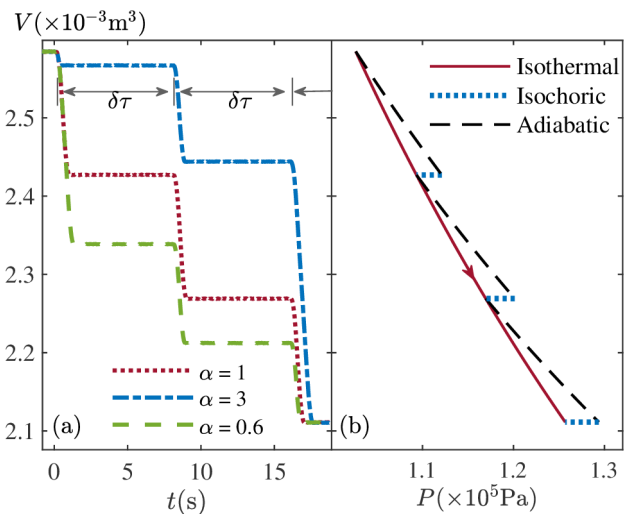 V(×10⁻³m³)
Isothermal
Isochoric
Adiabatic
δτ δτ
2.5
2.4
2.3
2.2
2.1
α = 1
α = 3
α = 0.6
(a) (b)
0 5 10 15
1.1 1.2 1.3
t(s)
P(×10⁵Pa)